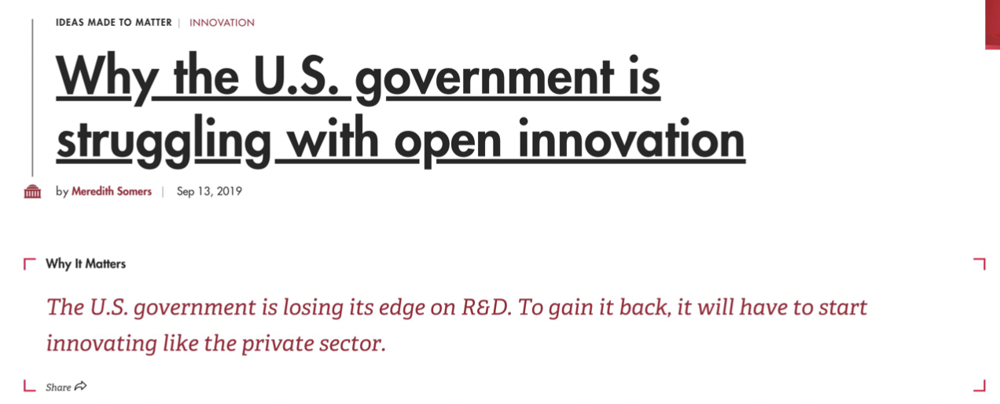 IDEAS MADE TO MATTER | INNOVATION
Why the U.S. government is
struggling with open innovation
by Meredith Somers | Sep 13, 2019
Why It Matters
The U.S. government is losing its edge on R&D. To gain it back, it will have to start
innovating like the private sector.
Share